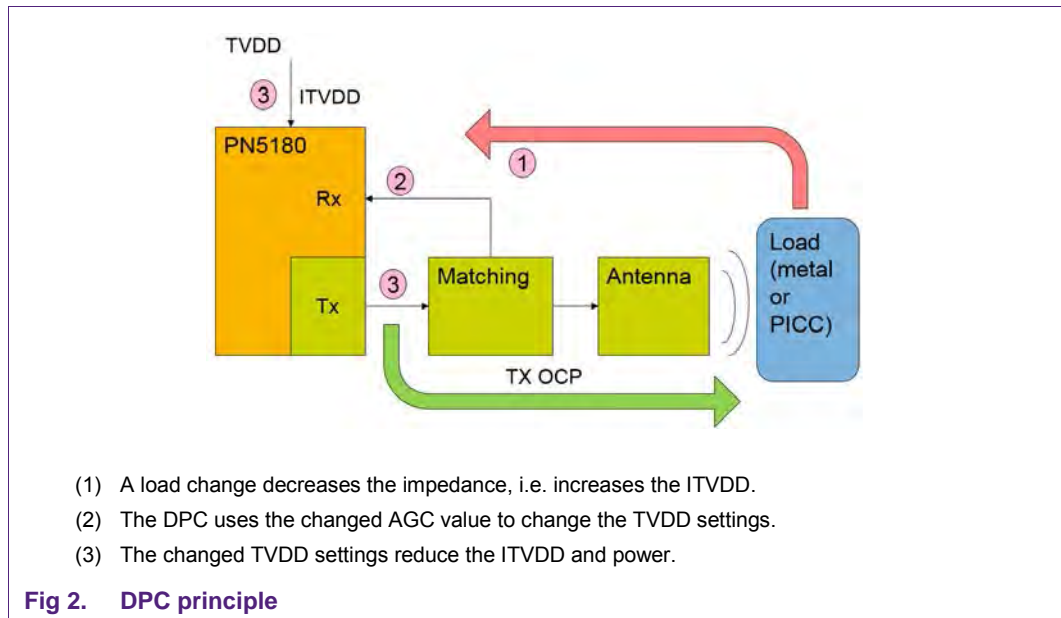 TVDD
3
ITVDD
PN5180
1
2
Rx
Load
(metal
or
PICC)
Matching
Antenna
3
Tx
TX OCP
(1) A load change decreases the impedance, i.e. increases the ITVDD.
(2) The DPC uses the changed AGC value to change the TVDD settings.
(3) The changed TVDD settings reduce the ITVDD and power.
Fig 2. DPC principle